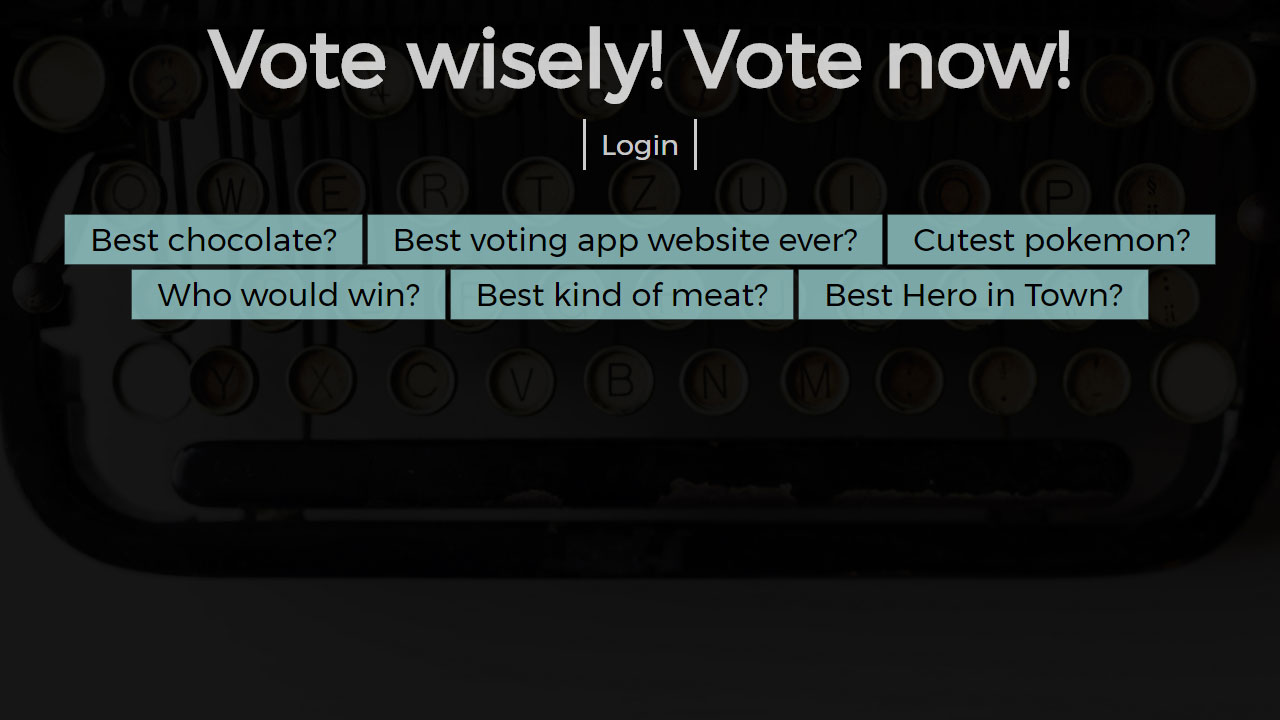 Vote wisely! Vote now!
Login
Q W E R T Z U I O P
Best chocolate? Best voting app website ever? Cutest pokemon?
Who would win? Best kind of meat? Best Hero in Town?
Y X C V B N M